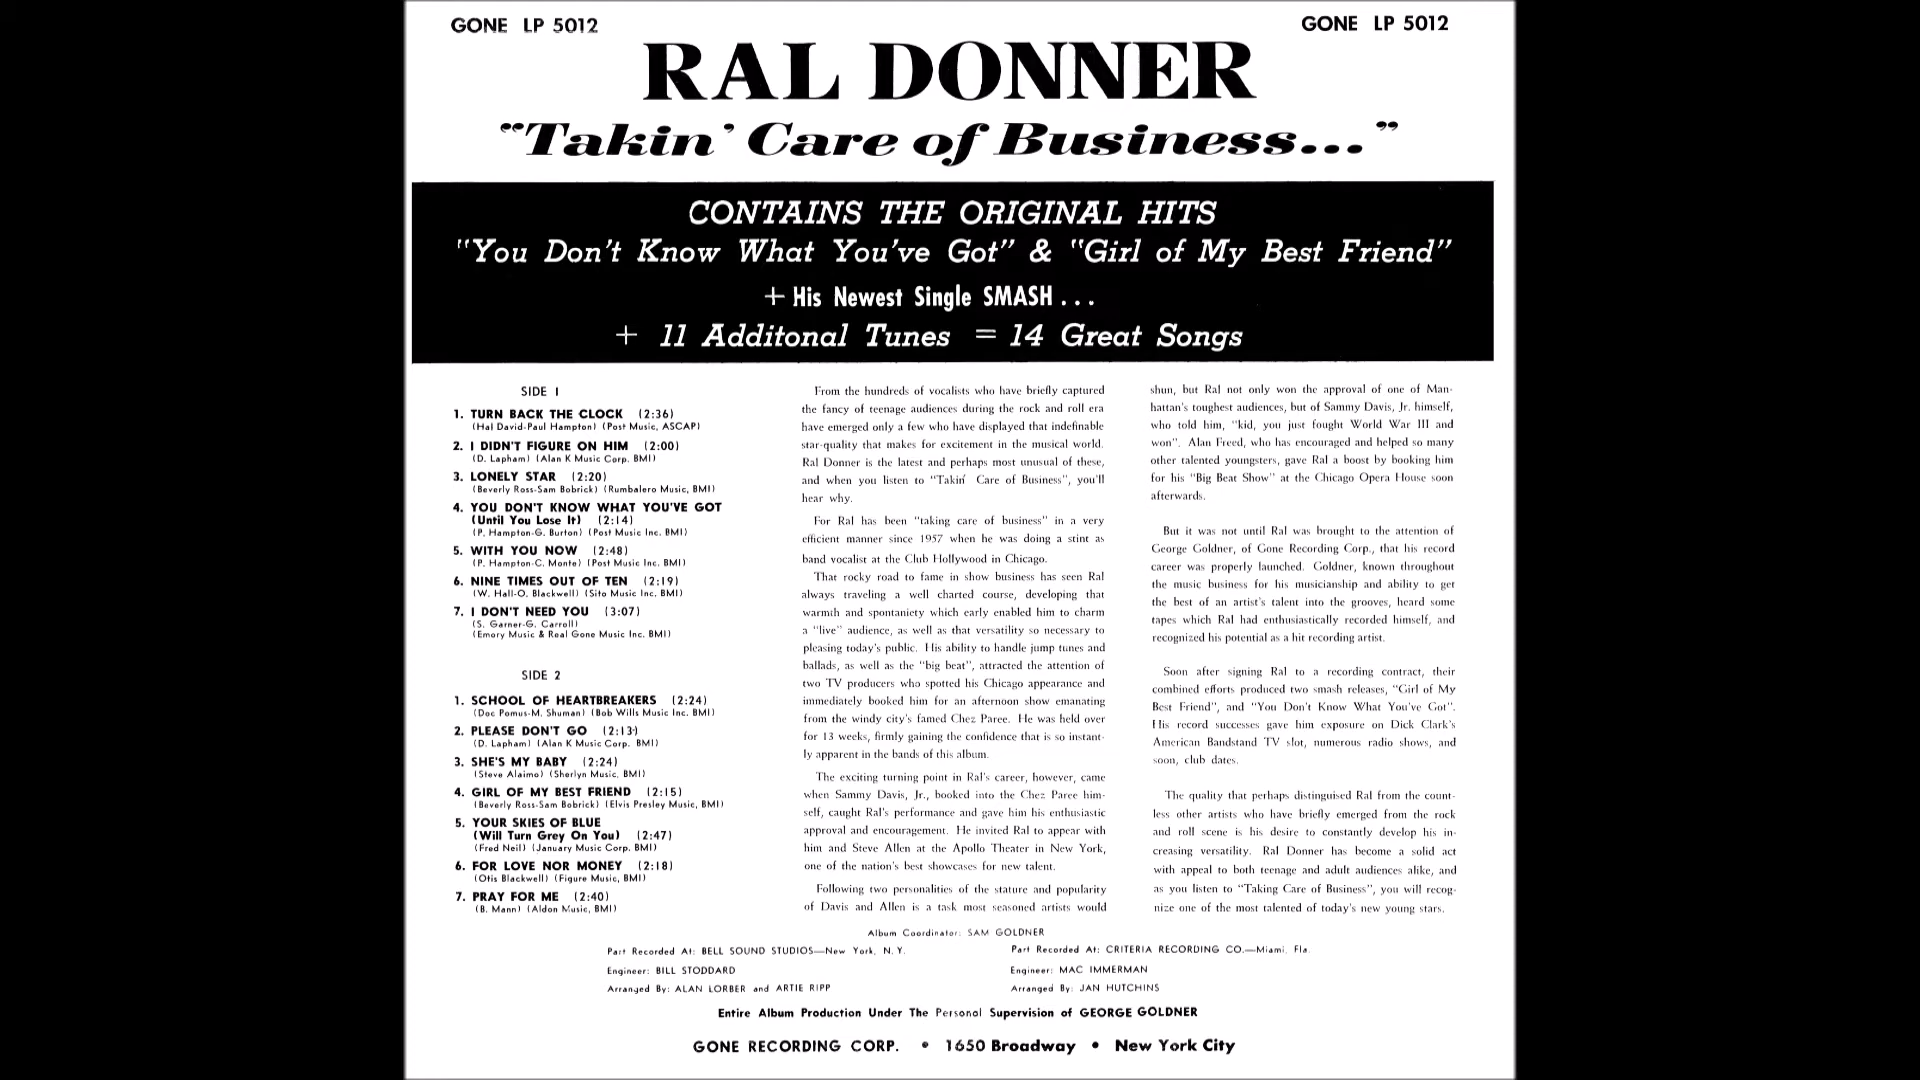 GONE LP 5012
GONE LP 5012
RAL DONNER
"Takin' Care of Business..."
CONTAINS THE ORIGINAL HITS
"You Don't Know What You've Got" & "Girl of My Best Friend"
+ His Newest Single SMASH . . .
+ 11 Additonal Tunes = 14 Great Songs
SIDE 1
1. TURN BACK THE CLOCK (2:36)
(Hal David-Paul Hampton) (Post Music, ASCAP)
2. I DIDN'T FIGURE ON HIM (2:00)
(D. Lapham) (Alan K Music Corp. BMI)
3. LONELY STAR (2:20)
(Beverly Ross-Sam Bobrick) (Rumbalero Music, BMI)
4. YOU DON'T KNOW WHAT YOU'VE GOT
(Until You Lose It) (2:14)
(P. Hampton-G. Burton) (Post Music Inc. BMI)
5. WITH YOU NOW (2:48)
(P. Hampton-C. Monte) (Post Music Inc. BMI)
6. NINE TIMES OUT OF TEN (2:19)
(W. Hall-O. Blackwell) (Sito Music Inc. BMI)
7. I DON'T NEED YOU (3:07)
(S. Garner-G. Carroll)
(Emory Music & Real Gone Music Inc. BMI)
SIDE 2
1. SCHOOL OF HEARTBREAKERS (2:24)
(Doc Pomus-M. Shuman) (Bob Wills Music Inc. BMI)
2. PLEASE DON'T GO (2:13)
(D. Lapham) (Alan K Music Corp. BMI)
3. SHE'S MY BABY (2:24)
(Steve Alaimo) (Sherlyn Music, BMI)
4. GIRL OF MY BEST FRIEND (2:15)
(Beverly Ross-Sam Bobrick) (Elvis Presley Music, BMI)
5. YOUR SKIES OF BLUE
(Will Turn Grey On You) (2:47)
(Fred Neil) (January Music Corp. BMI)
6. FOR LOVE NOR MONEY (2:18)
(Otis Blackwell) (Figure Music, BMI)
7. PRAY FOR ME (2:40)
(B. Mann) (Aldon Music, BMI)
From the hundreds of vocalists who have briefly captured
the fancy of teenage audiences during the rock and roll era
have emerged only a few who have displayed that indefinable
star-quality that makes for excitement in the musical world.
Ral Donner is the latest and perhaps most unusual of these,
and when you listen to "Takin' Care of Business", you'll
hear why.
For Ral has been "taking care of business" in a very
efficient manner since 1957 when he was doing a stint as
band vocalist at the Club Hollywood in Chicago.
That rocky road to fame in show business has seen Ral
always traveling a well charted course, developing that
warmth and spontaniety which early enabled him to charm
a "live" audience, as well as that versatility so necessary to
pleasing today's public. His ability to handle jump tunes and
ballads, as well as the "big beat", attracted the attention of
two TV producers who spotted his Chicago appearance and
immediately booked him for an afternoon show emanating
from the windy city's famed Chez Paree. He was held over
for 13 weeks, firmly gaining the confidence that is so instant-
ly apparent in the bands of this album.
The exciting turning point in Ral's career, however, came
when Sammy Davis, Jr., booked into the Chez Paree him-
self, caught Ral's performance and gave him his enthusiastic
approval and encouragement. He invited Ral to appear with
him and Steve Allen at the Apollo Theater in New York,
one of the nation's best showcases for new talent.
Following two personalities of the stature and popularity
of Davis and Allen is a task most seasoned artists would
shun, but Ral not only won the approval of one of Man-
hattan's toughest audiences, but of Sammy Davis, Jr. himself,
who told him, "kid, you just fought World War III and
won". Alan Freed, who has encouraged and helped so many
other talented youngsters, gave Ral a boost by booking him
for his "Big Beat Show" at the Chicago Opera House soon
afterwards.
But it was not until Ral was brought to the attention of
George Goldner, of Gone Recording Corp., that his record
career was properly launched. Goldner, known throughout
the music business for his musicianship and ability to get
the best of an artist's talent into the grooves, heard some
tapes which Ral had enthusiastically recorded himself, and
recognized his potential as a hit recording artist.
Soon after signing Ral to a recording contract, their
combined efforts produced two smash releases, "Girl of My
Best Friend", and "You Don't Know What You've Got".
His record successes gave him exposure on Dick Clark's
American Bandstand TV slot, numerous radio shows, and
soon, club dates.
The quality that perhaps distinguised Ral from the count-
less other artists who have briefly emerged from the rock
and roll scene is his desire to constantly develop his in-
creasing versatility. Ral Donner has become a solid act
with appeal to both teenage and adult audiences alike, and
as you listen to "Taking Care of Business", you will recog-
nize one of the most talented of today's new young stars.
Album Coordinator: SAM GOLDNER
Part Recorded At: BELL SOUND STUDIOS—New York, N.Y.
Engineer: BILL STODDARD
Arranged By: ALAN LORBER and ARTIE RIPP
Part Recorded At: CRITERIA RECORDING CO.—Miami, Fla.
Engineer: MAC IMMERMAN
Arranged By: JAN HUTCHINS
Entire Album Production Under The Personal Supervision of GEORGE GOLDNER
GONE RECORDING CORP. • 1650 Broadway • New York City